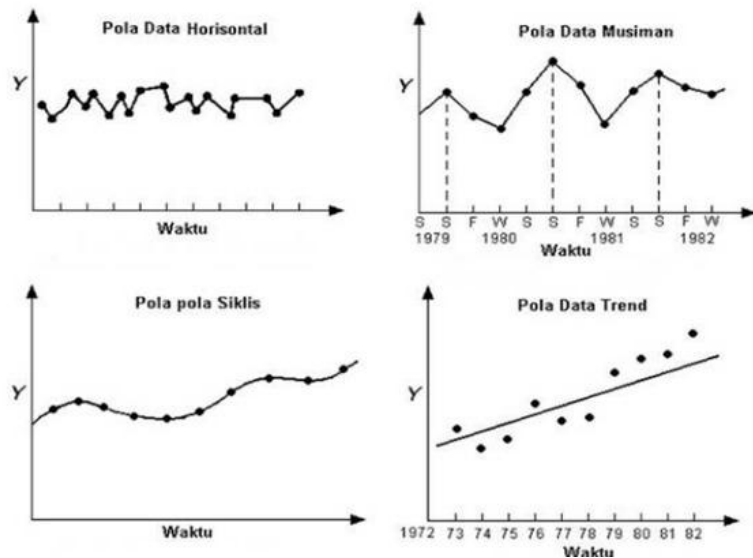 Pola Data Horisontal
Y
Waktu
Pola Data Musiman
Y
S S F W S S F W S S F W
1979 1980 1981 1982
Waktu
Pola pola Siklis
Y
Waktu
Pola Data Trend
Y
1972 73 74 75 76 77 78 79 80 81 82
Waktu